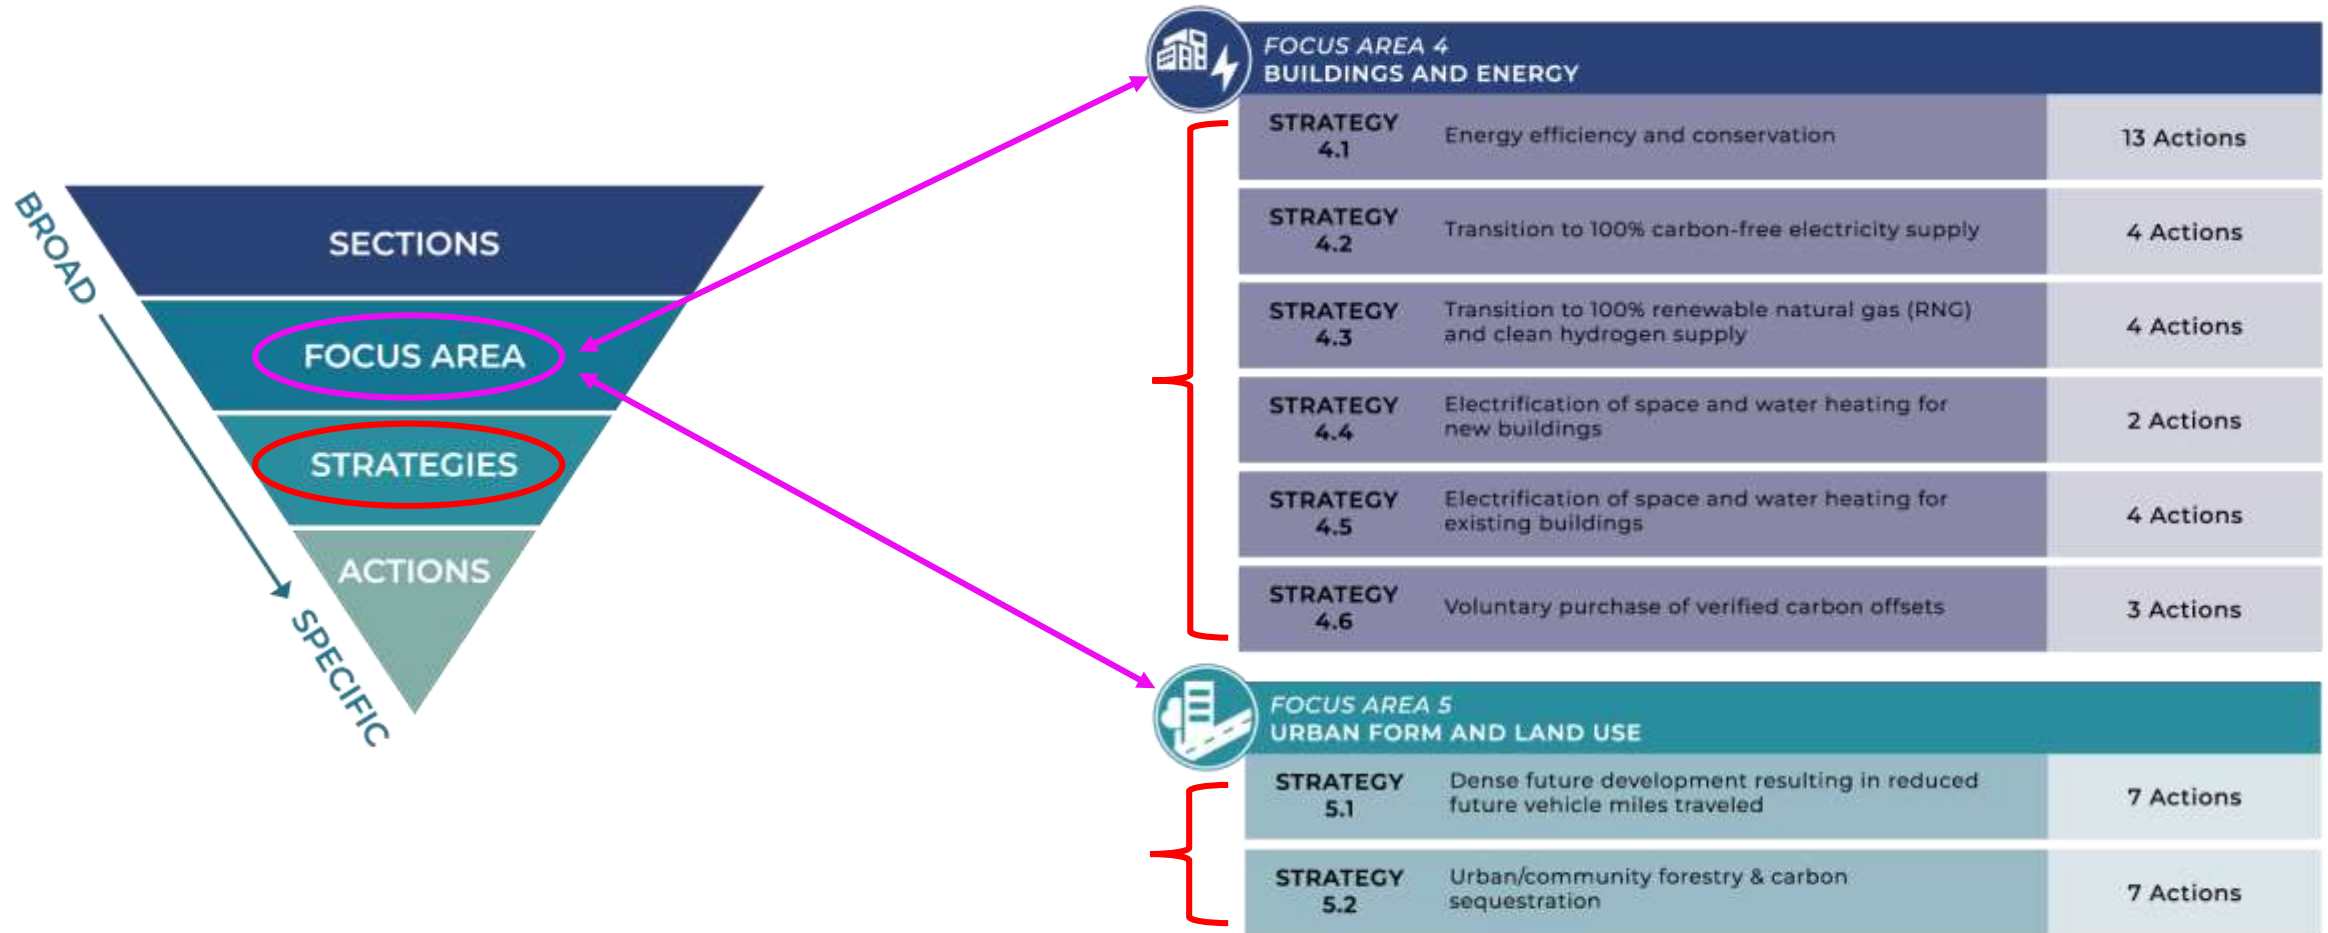 BROAD
SPECIFIC
SECTIONS
FOCUS AREA
STRATEGIES
ACTIONS
FOCUS AREA 4
BUILDINGS AND ENERGY
STRATEGY
4.1
Energy efficiency and conservation
13 Actions
STRATEGY
4.2
Transition to 100% carbon-free electricity supply
4 Actions
STRATEGY
4.3
Transition to 100% renewable natural gas (RNG)
and clean hydrogen supply
4 Actions
STRATEGY
4.4
Electrification of space and water heating for
new buildings
2 Actions
STRATEGY
4.5
Electrification of space and water heating for
existing buildings
4 Actions
STRATEGY
4.6
Voluntary purchase of verified carbon offsets
3 Actions
FOCUS AREA 5
URBAN FORM AND LAND USE
STRATEGY
5.1
Dense future development resulting in reduced
future vehicle miles traveled
7 Actions
STRATEGY
5.2
Urban/community forestry & carbon
sequestration
7 Actions